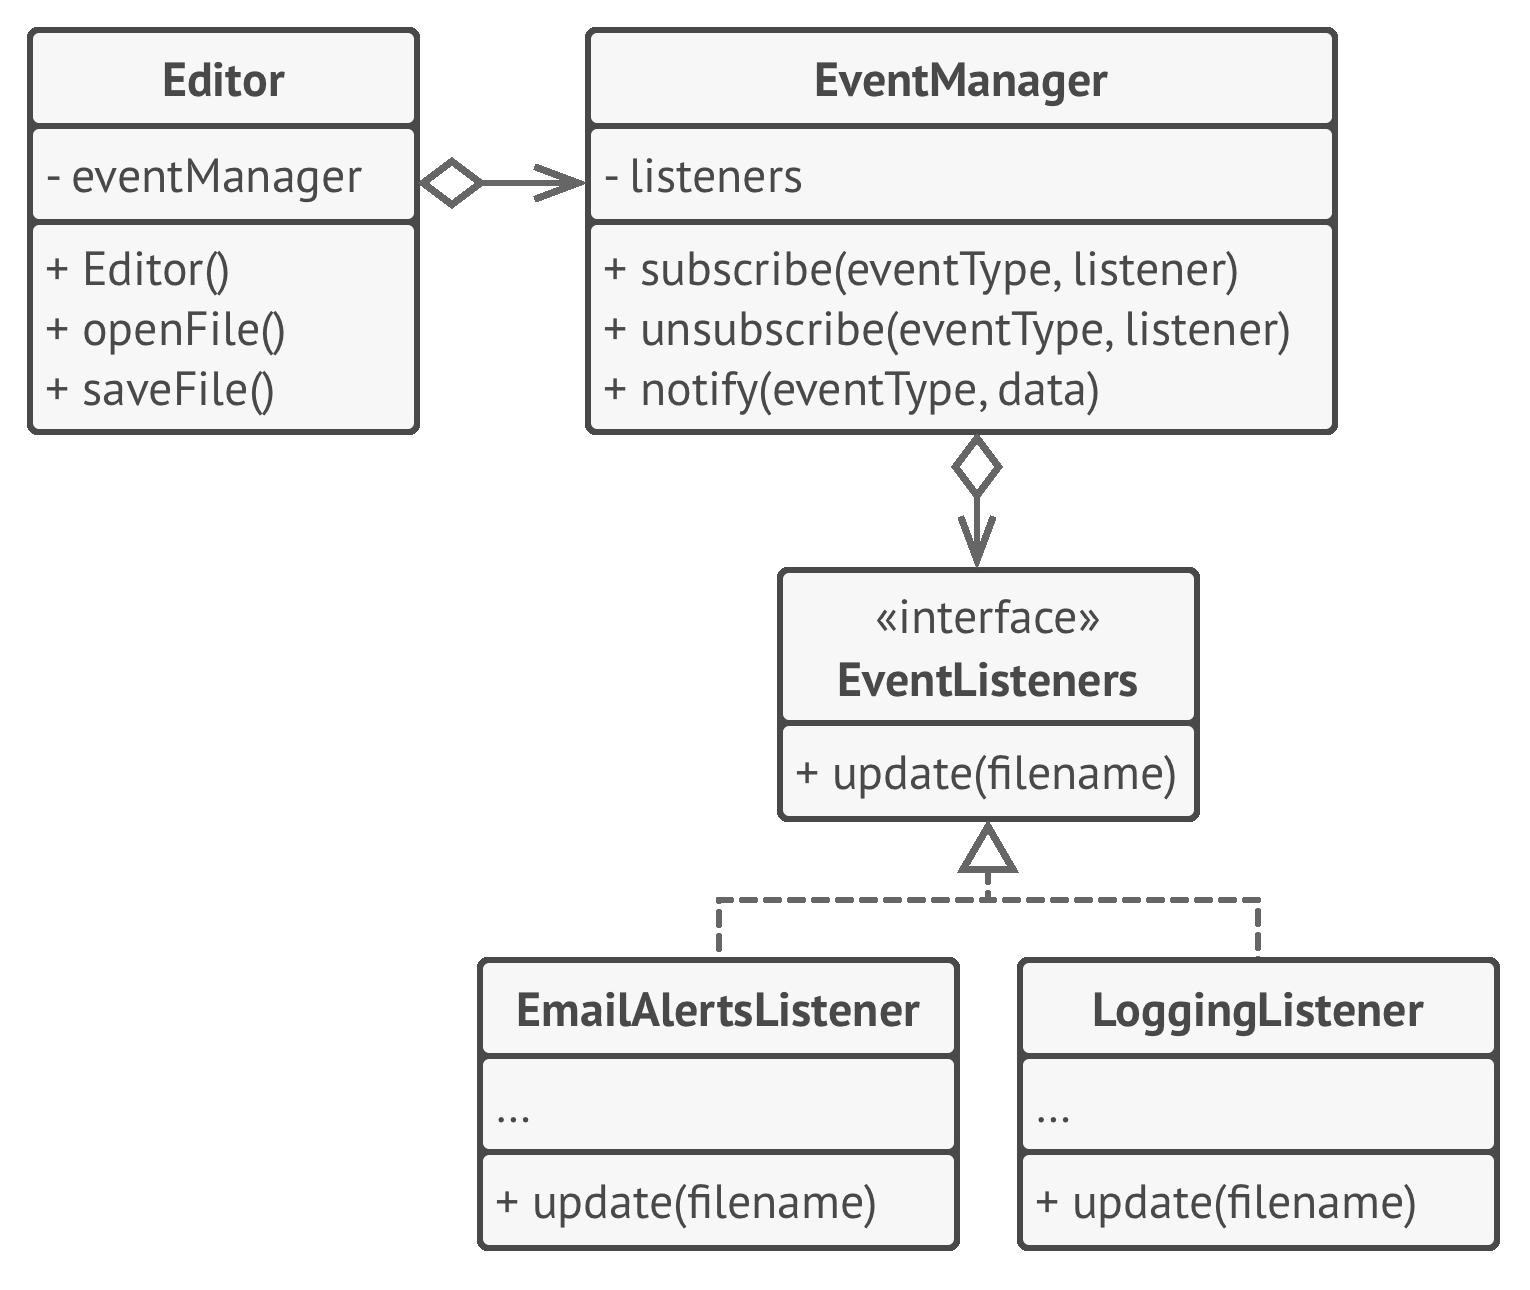 Editor
- eventManager
+ Editor()
+ openFile()
+ saveFile()
EventManager
- listeners
+ subscribe(eventType, listener)
+ unsubscribe(eventType, listener)
+ notify(eventType, data)
«interface»
EventListeners
+ update(filename)
EmailAlertsListener
...
+ update(filename)
LoggingListener
...
+ update(filename)